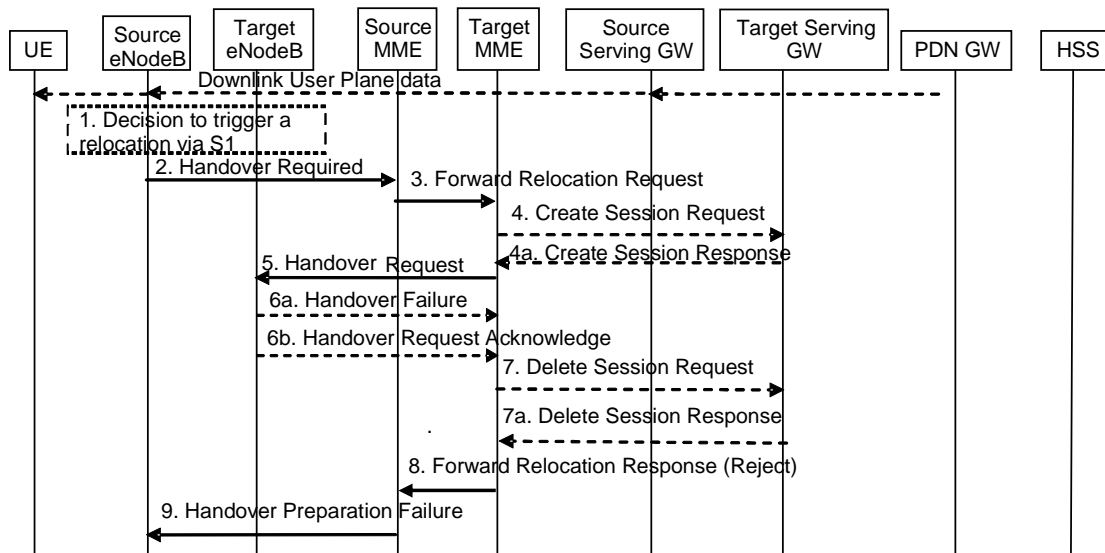 UE
Source
eNodeB
Target
eNodeB
Source
MME
Target
MME
Source
Serving GW
Target Serving
GW
PDN GW
HSS
Downlink User Plane data
1. Decision to trigger a
relocation via S1
2. Handover Required
3. Forward Relocation Request
4. Create Session Request
4a. Create Session Response
5. Handover Request
6a. Handover Failure
6b. Handover Request Acknowledge
7. Delete Session Request
7a. Delete Session Response
.
8. Forward Relocation Response (Reject)
9. Handover Preparation Failure